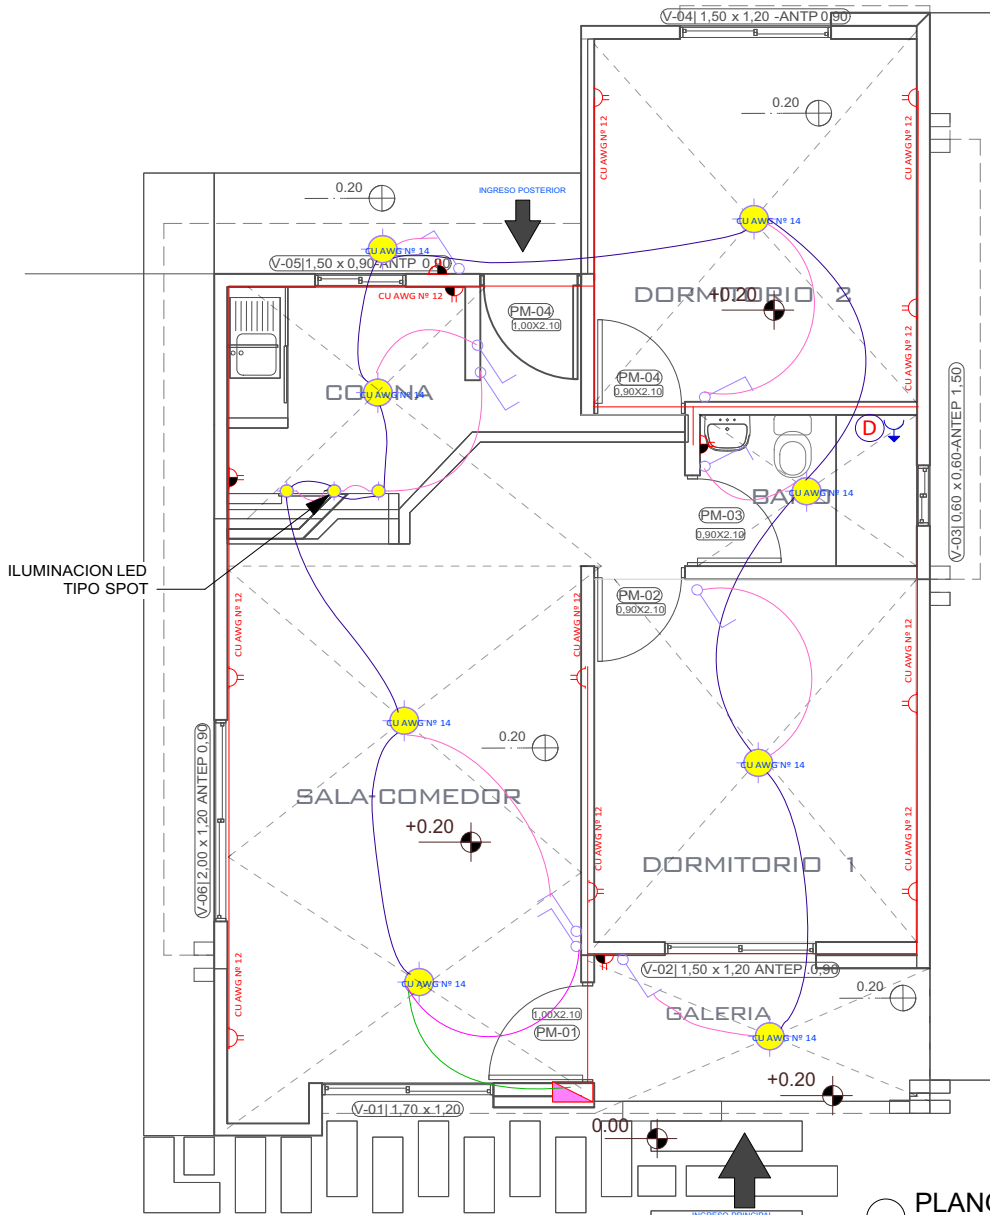 V-04| 1,50 x 1,20 -ANTP 0,90
0.20
CU AWG Nº 12
CU AWG Nº 12
INGRESO POSTERIOR
0.20
CU AWG Nº 14
CU AWG Nº 14
V-05|1,50 x 0,90-ANTP 0,90
CU AWG Nº 12
DORMITORIO 2
+0.20
PM-04
1,00X2.10
CU AWG Nº 12
PM-04
0,90X2.10
COCINA
CU AWG Nº 14
D
V-03| 0,60 x 0,60-ANTEP 1,50
BAÑO
CU AWG Nº 14
PM-03
0,90X2.10
ILUMINACION LED
TIPO SPOT
PM-02
0,90X2.10
CU AWG Nº 12
CU AWG Nº 12
CU AWG Nº 12
CU AWG Nº 14
0.20
CU AWG Nº 14
V-06| 2,00 x 1,20 ANTEP 0,90
SALA-COMEDOR
+0.20
CU AWG Nº 12
CU AWG Nº 12
DORMITORIO 1
CU AWG Nº 12
CU AWG Nº 14
V-02| 1,50 x 1,20 ANTEP .0,90
0.20
1,00X2.10
PM-01
GALERIA
CU AWG Nº 14
+0.20
V-01| 1,70 x 1,20
0.00
PLANO
INGRESO PRINCIPAL